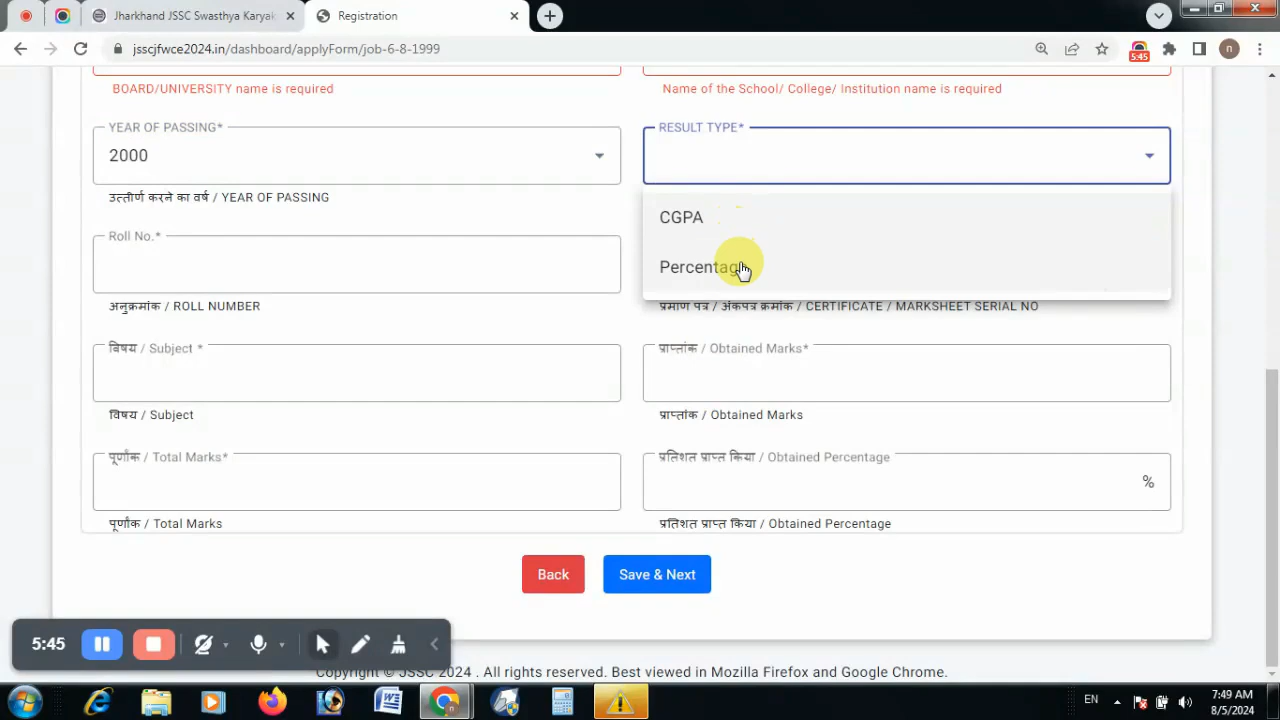 Jharkhand JSSC Swasthya Karyak
Registration
jsscjfwce2024.in/dashboard/applyForm/job-6-8-1999
5:45
n
BOARD/UNIVERSITY name is required
Name of the School/ College/ Institution name is required
YEAR OF PASSING*
RESULT TYPE*
2000
उत्तीर्ण करने का वर्ष / YEAR OF PASSING
CGPA
Roll No.*
Percentage
अनुक्रमांक / ROLL NUMBER
प्रमाण पत्र / अंकपत्र क्रमांक / CERTIFICATE / MARKSHEET SERIAL NO
विषय / Subject *
प्राप्तांक / Obtained Marks*
विषय / Subject
प्राप्तांक / Obtained Marks
पूर्णांक / Total Marks*
प्रतिशत प्राप्त किया / Obtained Percentage
%
पूर्णांक / Total Marks
प्रतिशत प्राप्त किया / Obtained Percentage
Back
Save & Next
5:45
Copyright © JSSC 2024 . All rights reserved. Best viewed in Mozilla Firefox and Google Chrome.
EN
7:49 AM
8/5/2024